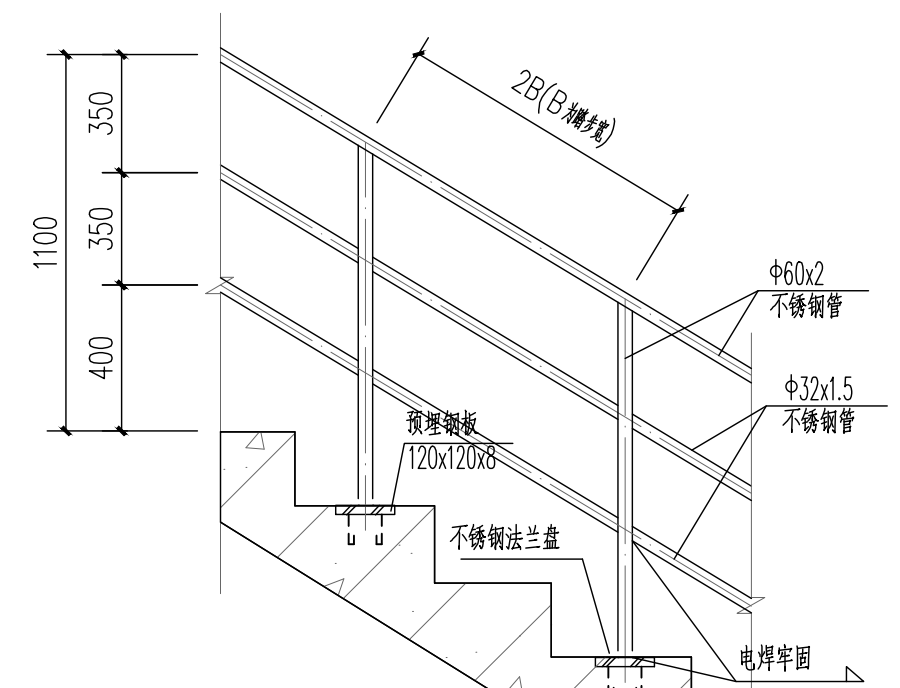 2B(B为踏步宽)
350
350
1100
400
Φ60x2
不锈钢管
Φ32x1.5
不锈钢管
预埋钢板
120x120x8
不锈钢法兰盘
电焊牢固